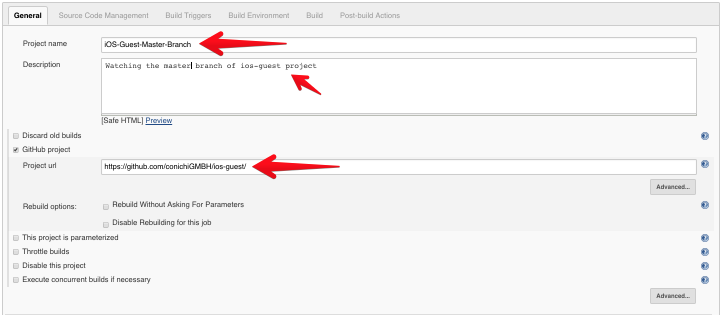 General Source Code Management Build Triggers Build Environment Build Post-build Actions
Project name iOS-Guest-Master-Branch
Description Watching the master branch of ios-guest project
[Safe HTML] Preview
Discard old builds
GitHub project
Project url https://github.com/conichiGMBH/ios-guest/
Advanced...
Rebuild options: Rebuild Without Asking For Parameters
Disable Rebuilding for this job
This project is parameterized
Throttle builds
Disable this project
Execute concurrent builds if necessary
Advanced...